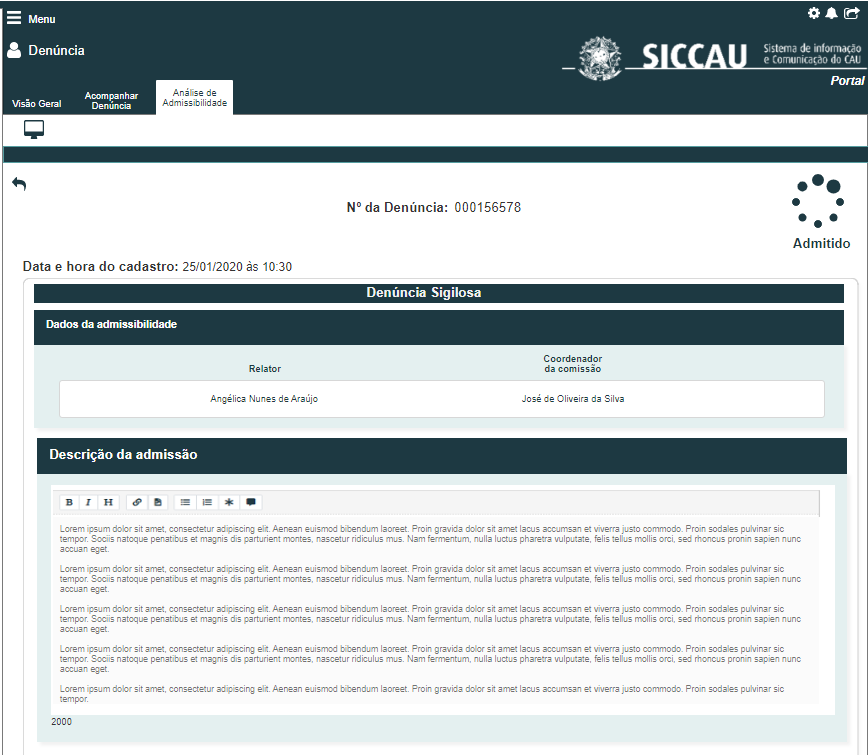 Menu
Denúncia
SICCAU
Sistema de informação
e Comunicação do CAU
Portal
Visão Geral
Acompanhar
Denúncia
Análise de
Admissibilidade
Nº da Denúncia: 000156578
Admitido
Data e hora do cadastro: 25/01/2020 às 10:30
Denúncia Sigilosa
Dados da admissibilidade
Relator
Coordenador
da comissão
Angélica Nunes de Araújo
José de Oliveira da Silva
Descrição da admissão
B I H
Lorem ipsum dolor sit amet, consectetur adipiscing elit. Aenean euismod bibendum laoreet. Proin gravida dolor sit amet lacus accumsan et viverra justo commodo. Proin sodales pulvinar sic
tempor. Sociis natoque penatibus et magnis dis parturient montes, nascetur ridiculus mus. Nam fermentum, nulla luctus pharetra vulputate, felis tellus mollis orci, sed rhoncus pronin sapien nunc
accuan eget.
Lorem ipsum dolor sit amet, consectetur adipiscing elit. Aenean euismod bibendum laoreet. Proin gravida dolor sit amet lacus accumsan et viverra justo commodo. Proin sodales pulvinar sic
tempor. Sociis natoque penatibus et magnis dis parturient montes, nascetur ridiculus mus. Nam fermentum, nulla luctus pharetra vulputate, felis tellus mollis orci, sed rhoncus pronin sapien nunc
accuan eget.
Lorem ipsum dolor sit amet, consectetur adipiscing elit. Aenean euismod bibendum laoreet. Proin gravida dolor sit amet lacus accumsan et viverra justo commodo. Proin sodales pulvinar sic
tempor. Sociis natoque penatibus et magnis dis parturient montes, nascetur ridiculus mus. Nam fermentum, nulla luctus pharetra vulputate, felis tellus mollis orci, sed rhoncus pronin sapien nunc
accuan eget.
Lorem ipsum dolor sit amet, consectetur adipiscing elit. Aenean euismod bibendum laoreet. Proin gravida dolor sit amet lacus accumsan et viverra justo commodo. Proin sodales pulvinar sic
tempor. Sociis natoque penatibus et magnis dis parturient montes, nascetur ridiculus mus. Nam fermentum, nulla luctus pharetra vulputate, felis tellus mollis orci, sed rhoncus pronin sapien nunc
accuan eget.
Lorem ipsum dolor sit amet, consectetur adipiscing elit. Aenean euismod bibendum laoreet. Proin gravida dolor sit amet lacus accumsan et viverra justo commodo. Proin sodales pulvinar sic
tempor.
2000